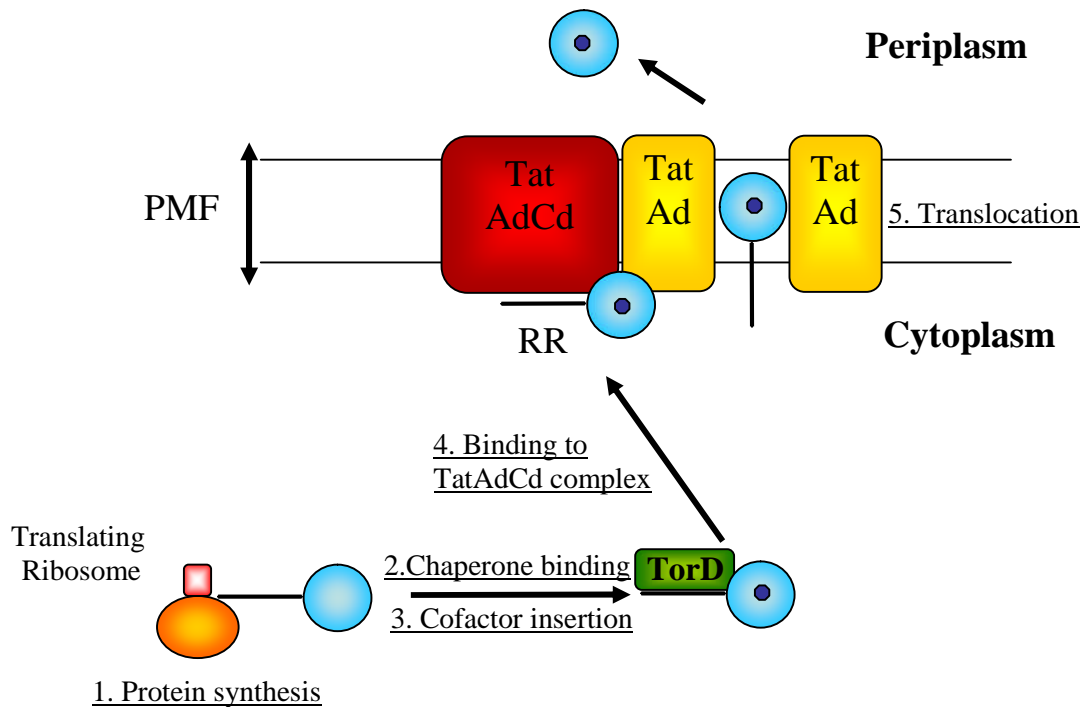 Periplasm
Tat
AdCd
Tat
Ad
Tat
Ad
PMF
5. Translocation
RR
Cytoplasm
4. Binding to
TatAdCd complex
Translating
Ribosome
2.Chaperone binding
3. Cofactor insertion
TorD
1. Protein synthesis